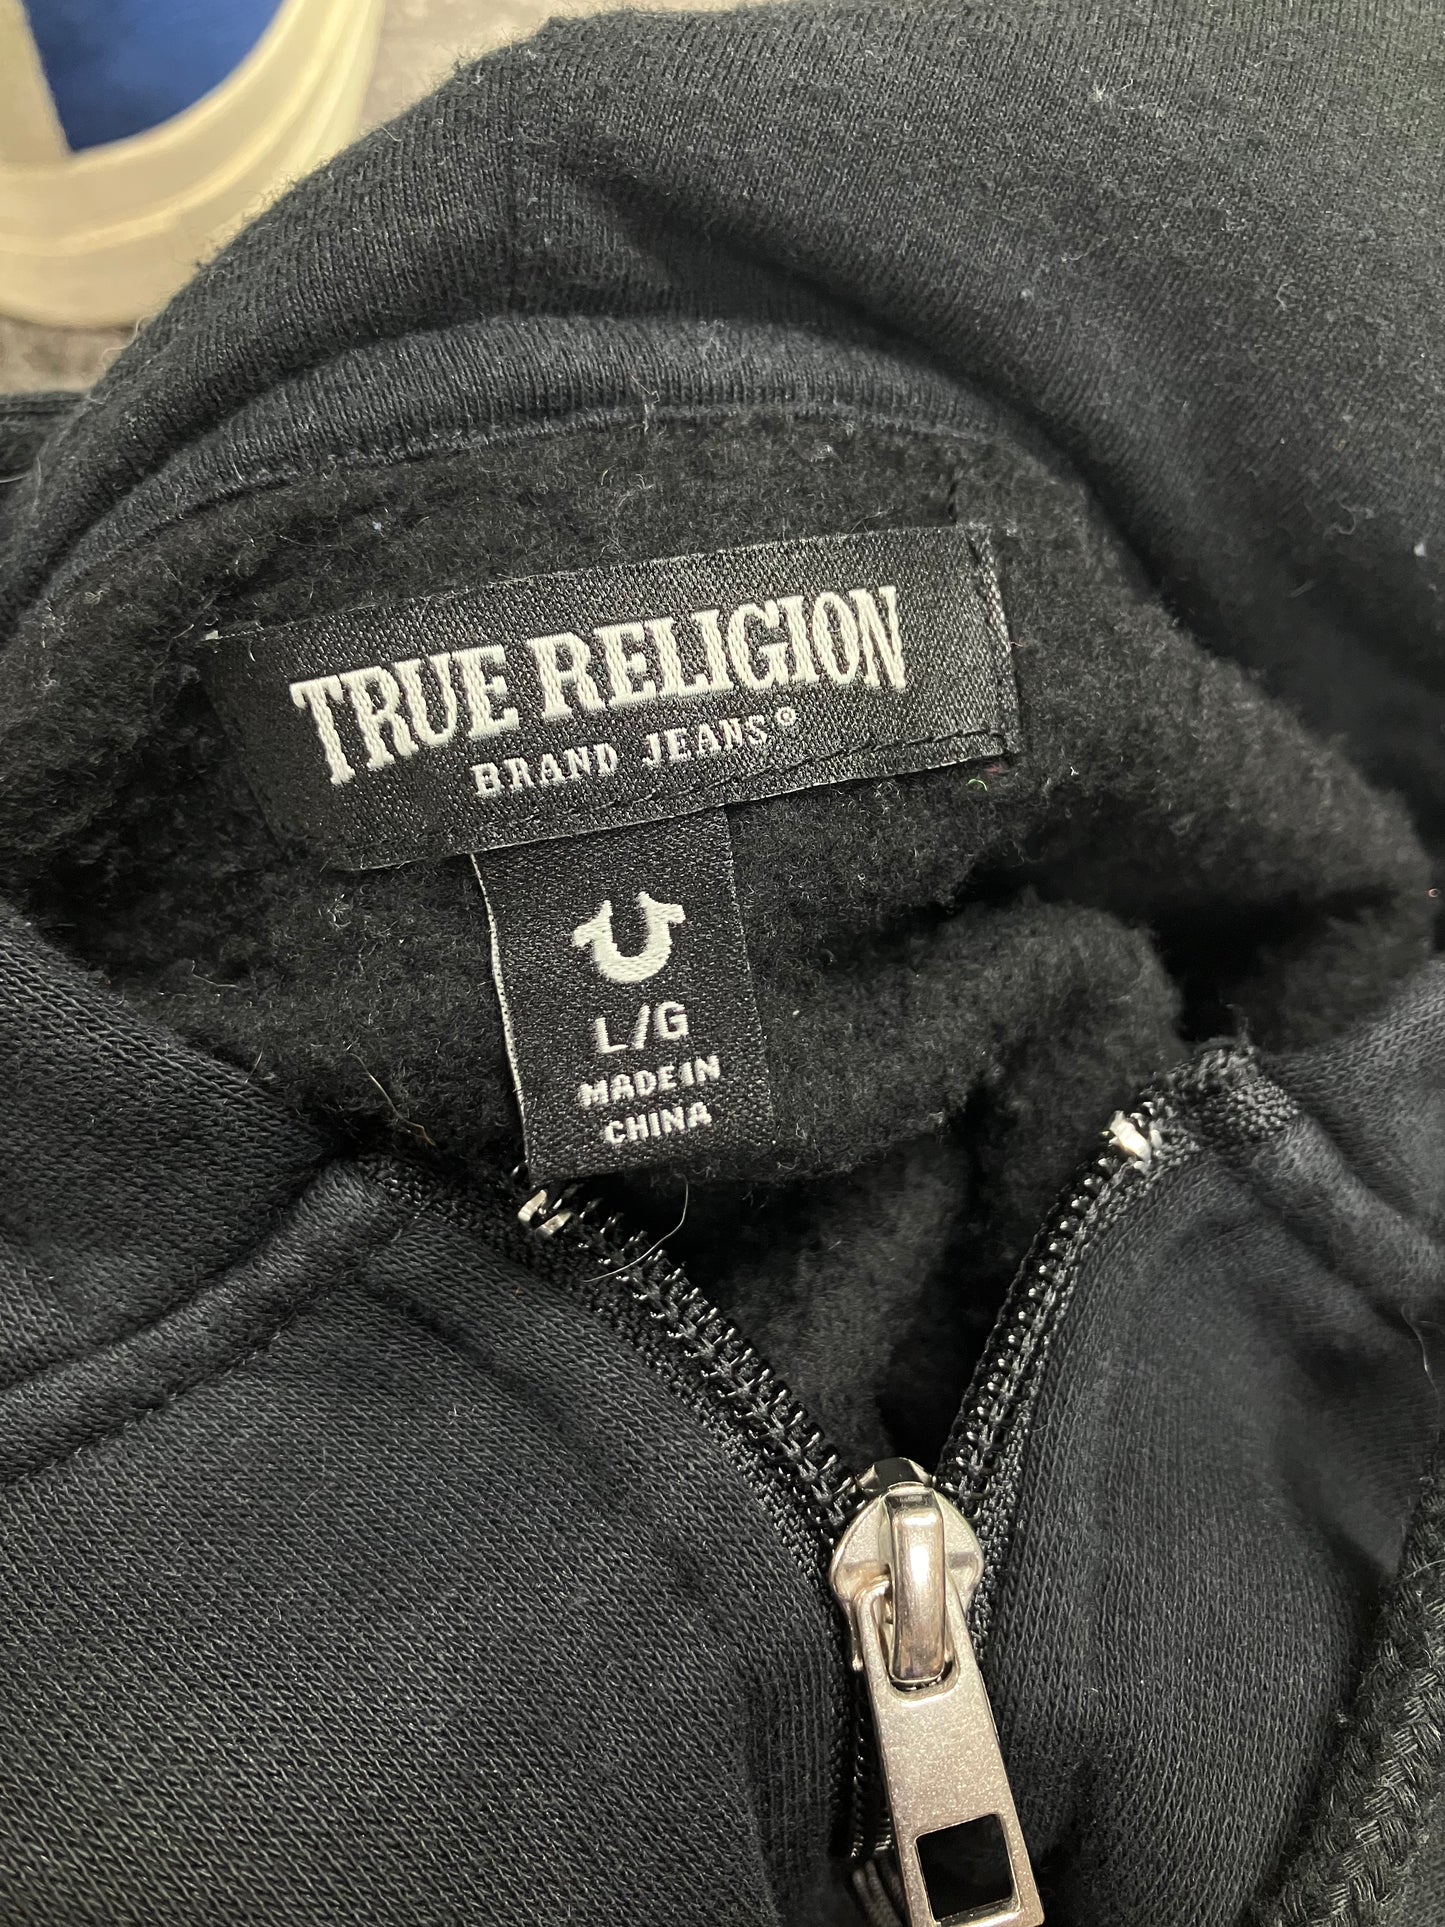 TRUE RELIGION
BRAND JEANS®
L/G
MADE IN
CHINA